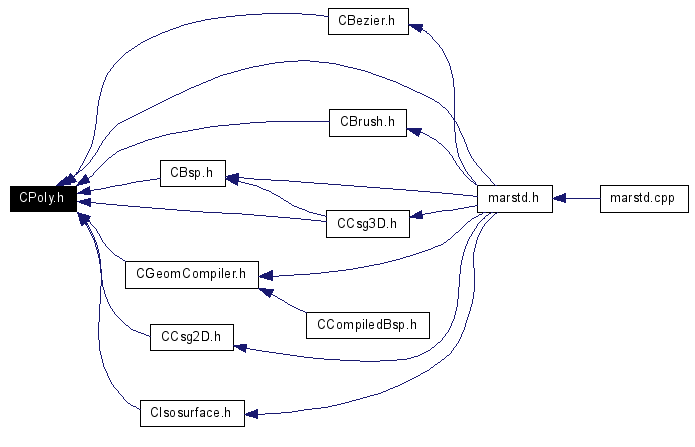 CBezier.h
CBrush.h
CBsp.h
CPoly.h
marstd.h
marstd.cpp
CCsg3D.h
CGeomCompiler.h
CCompiledBsp.h
CCsg2D.h
CIsosurface.h